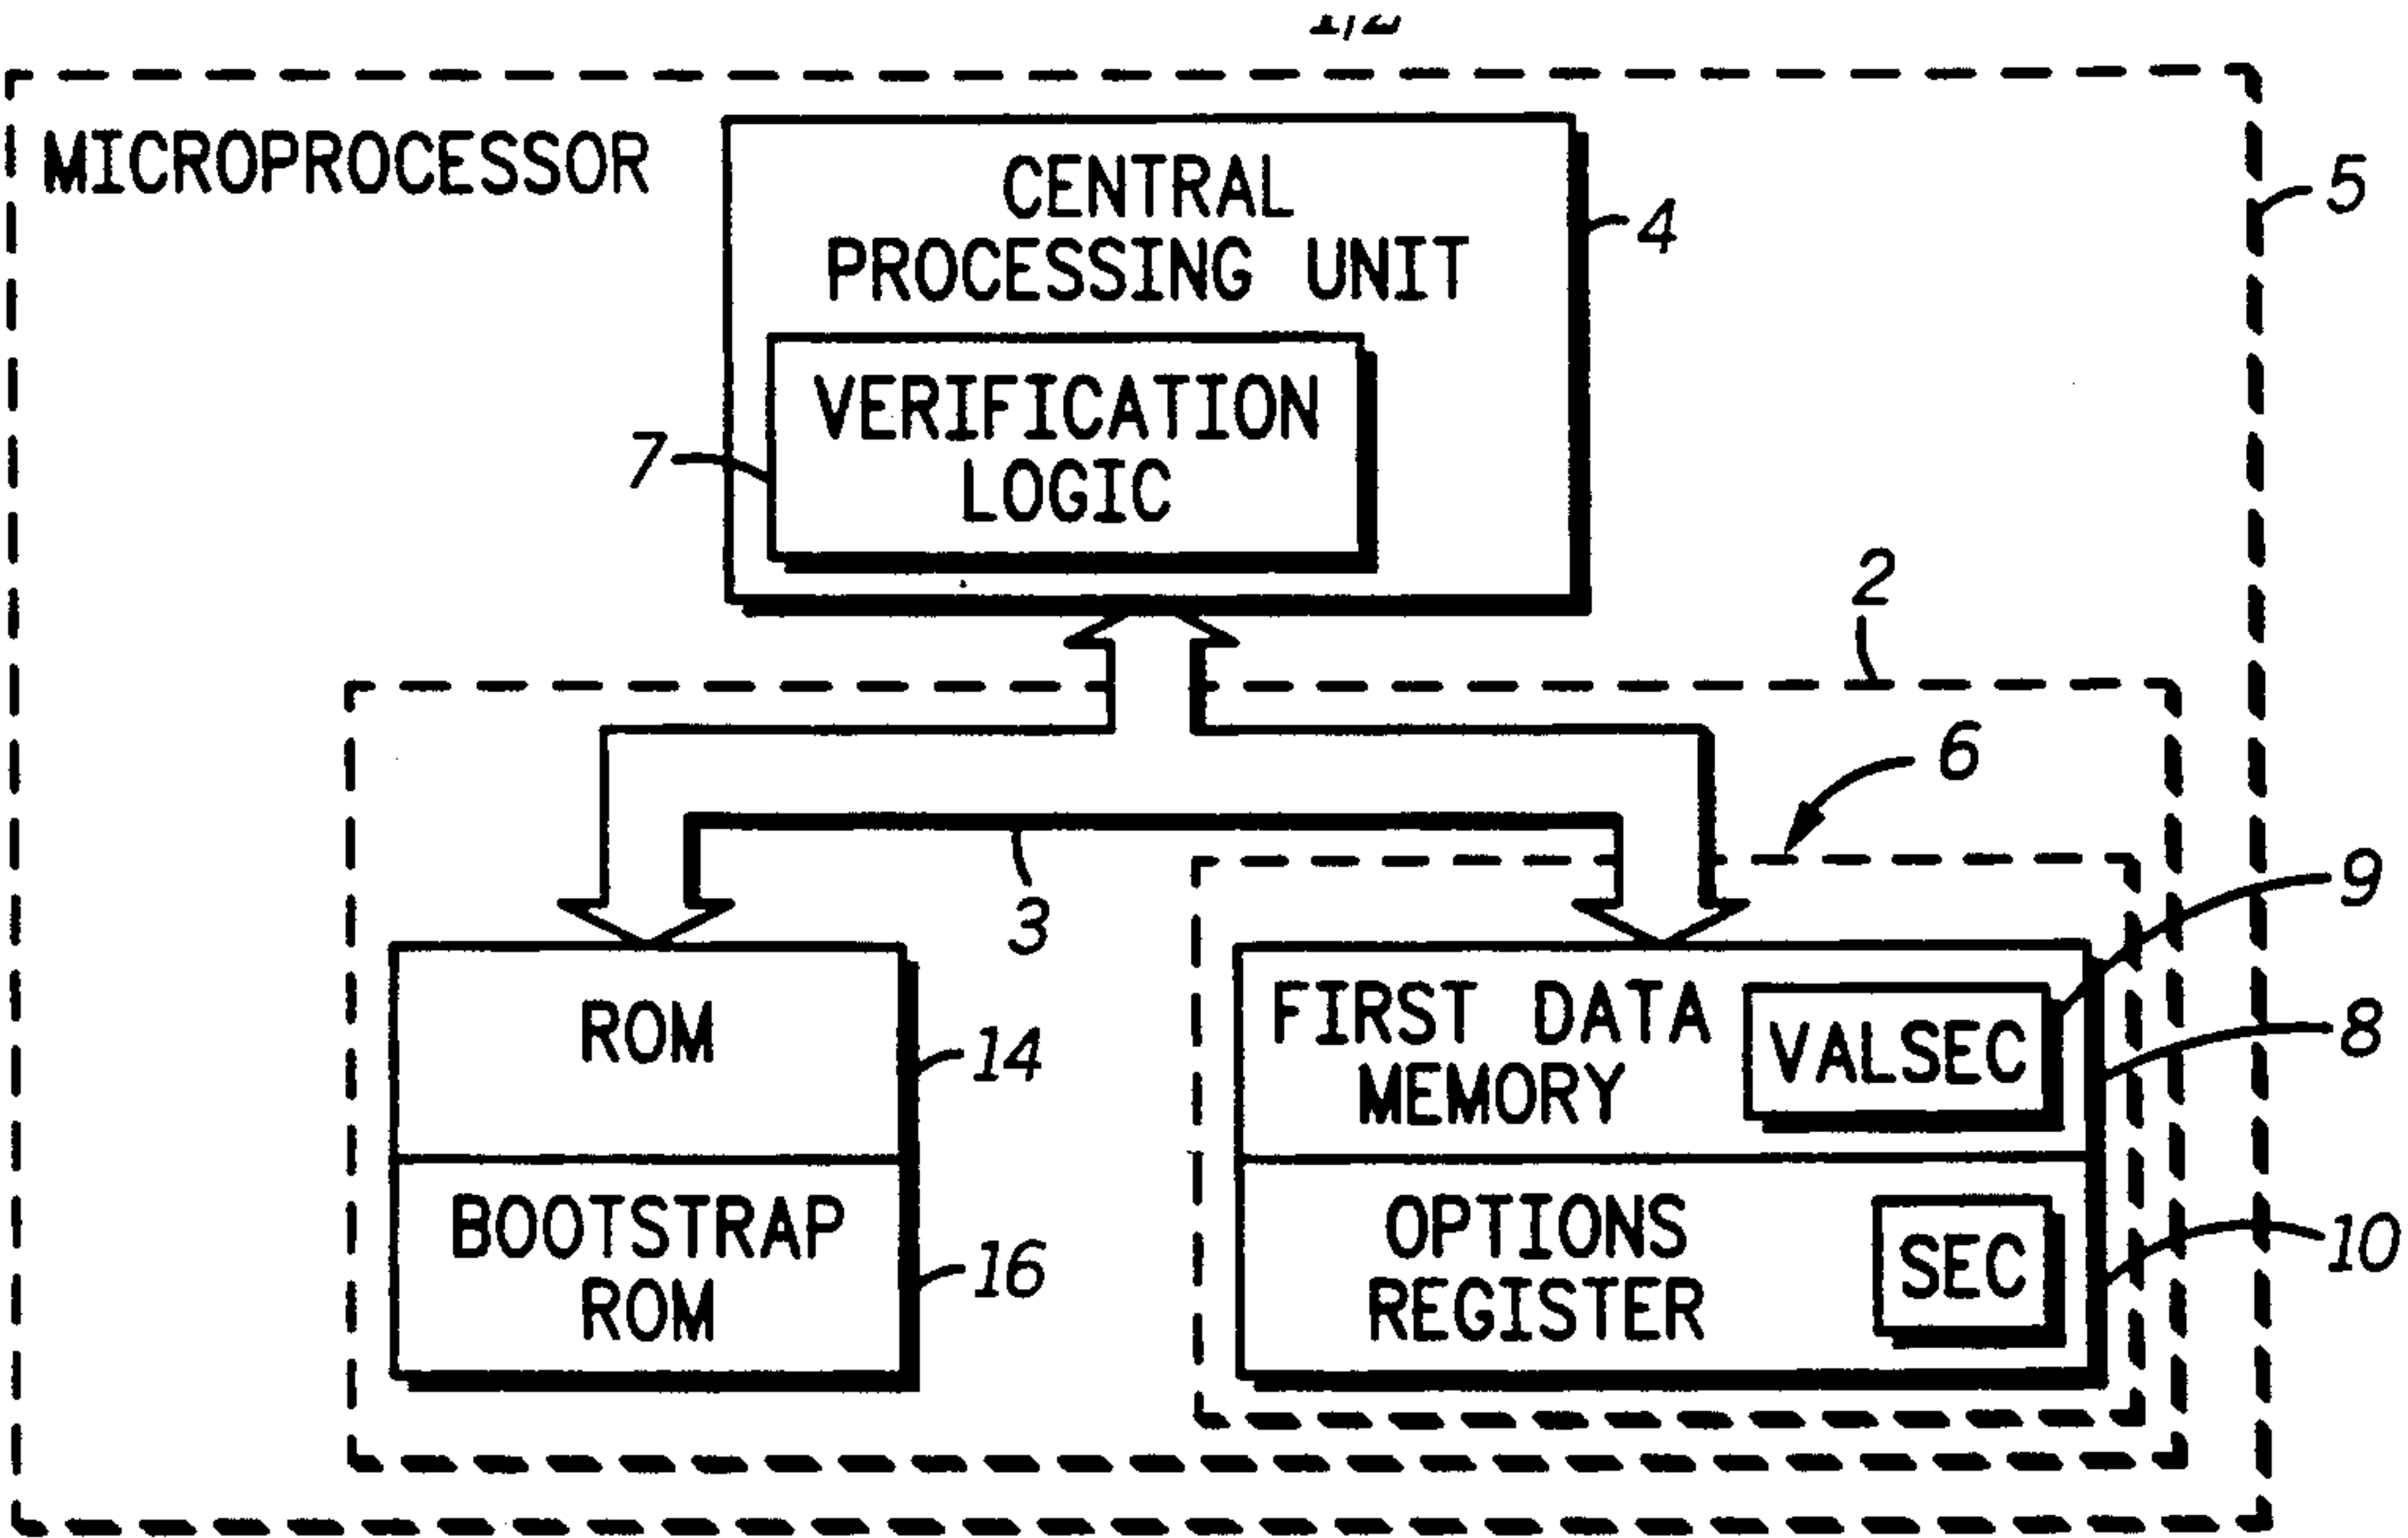 MICROPROCESSOR
CENTRAL
PROCESSING UNIT
4
5
VERIFICATION
LOGIC
7
2
6
3
9
ROM
14
FIRST DATA
MEMORY
VALSEC
8
BOOTSTRAP
ROM
16
OPTIONS
REGISTER
SEC
10